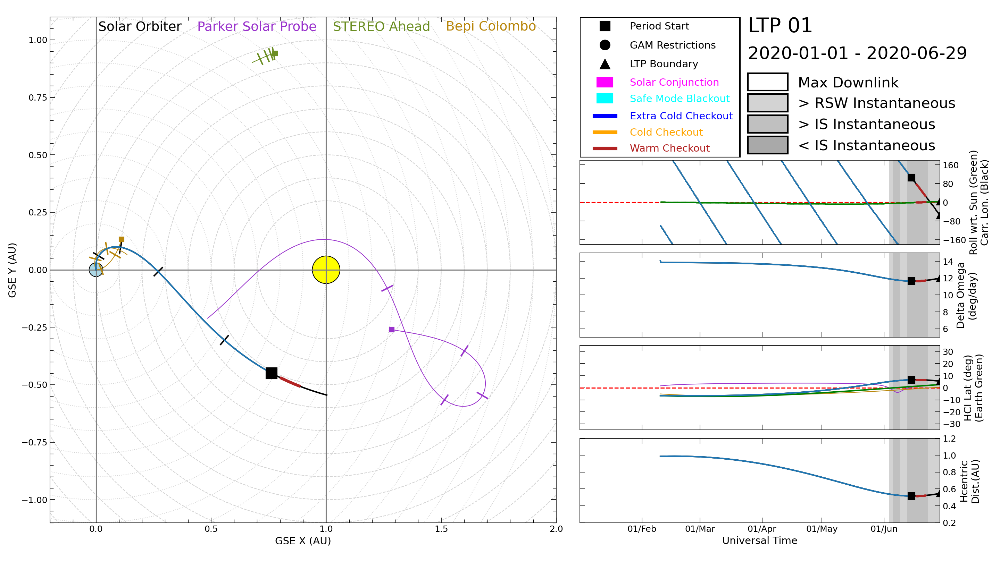 Solar Orbiter Parker Solar Probe STEREO Ahead Bepi Colombo
1.00
0.75
0.50
0.25
0.00
−0.25
−0.50
−0.75
−1.00
GSE Y (AU)
0.0 0.5 1.0 1.5 2.0
GSE X (AU)
Period Start
GAM Restrictions
LTP Boundary
Solar Conjunction
Safe Mode Blackout
Extra Cold Checkout
Cold Checkout
Warm Checkout
LTP 01
2020-01-01 - 2020-06-29
Max Downlink
> RSW Instantaneous
> IS Instantaneous
< IS Instantaneous
160
80
0
−80
−160
Roll wrt. Sun (Green)
Carr. Lon. (Black)
14
12
10
8
6
Delta Omega
(deg/day)
30
20
10
0
−10
−20
−30
HCI Lat (deg)
(Earth Green)
1.2
1.0
0.8
0.6
0.4
0.2
Hcentric
Dist.(AU)
01/Feb 01/Mar 01/Apr 01/May 01/Jun
Universal Time